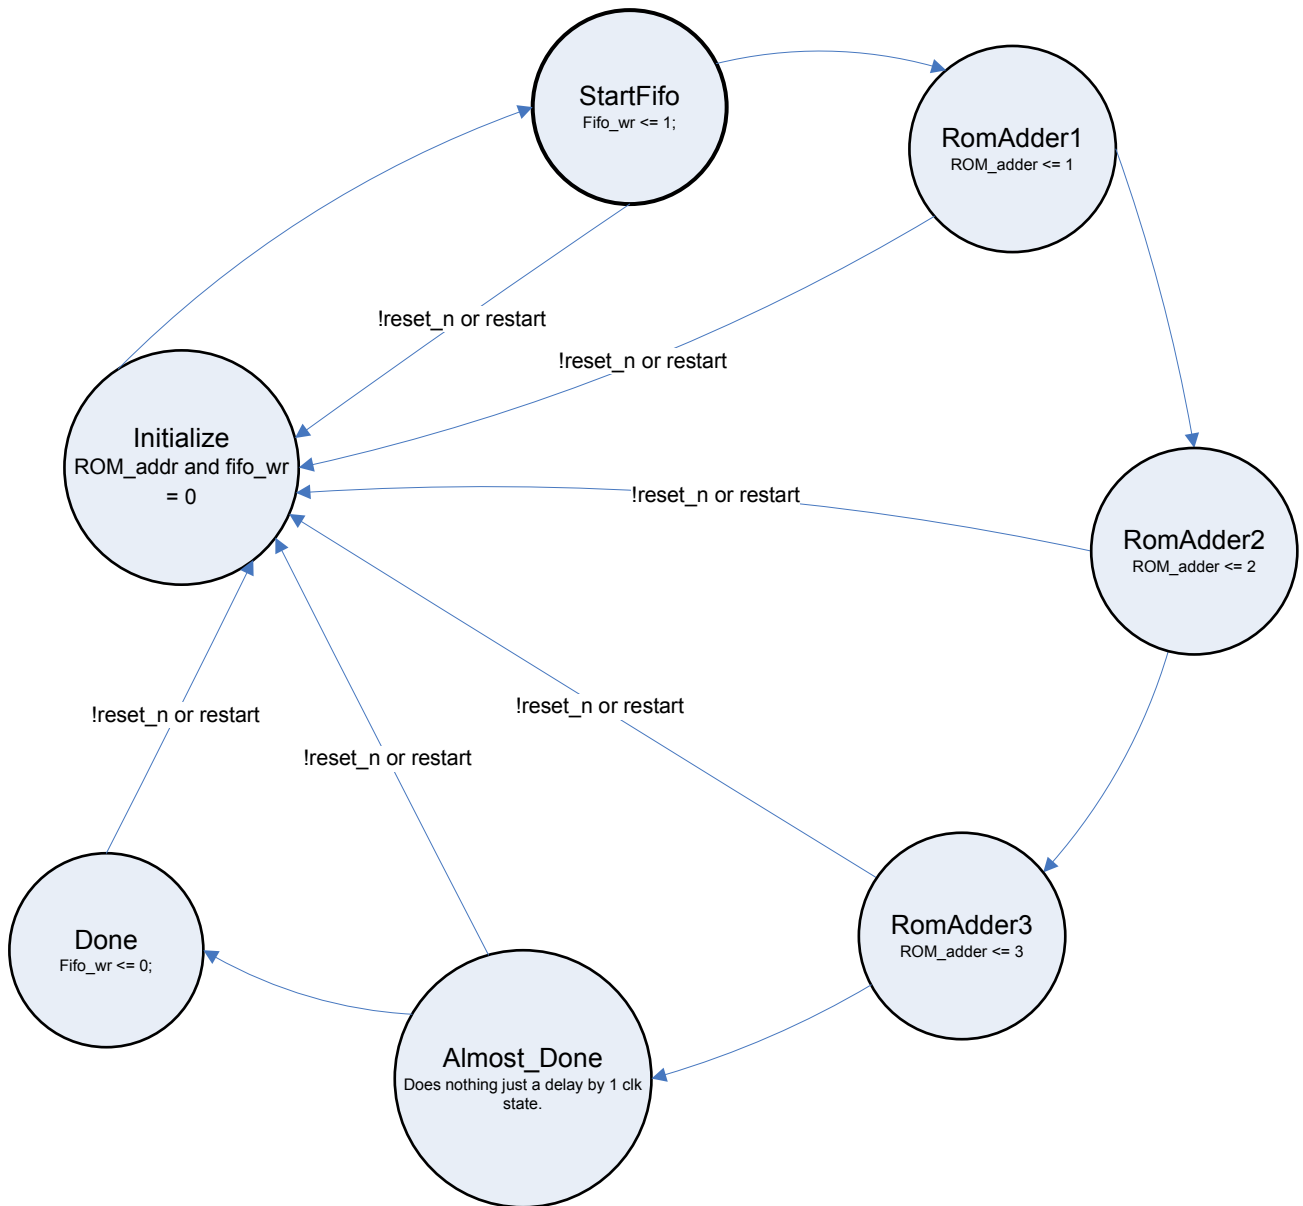 StartFifo
Fifo_wr <= 1;
RomAdder1
ROM_adder <= 1
!reset_n or restart
!reset_n or restart
Initialize
ROM_addr and fifo_wr
= 0
!reset_n or restart
RomAdder2
ROM_adder <= 2
!reset_n or restart
!reset_n or restart
!reset_n or restart
RomAdder3
ROM_adder <= 3
Done
Fifo_wr <= 0;
Almost_Done
Does nothing just a delay by 1 clk
state.